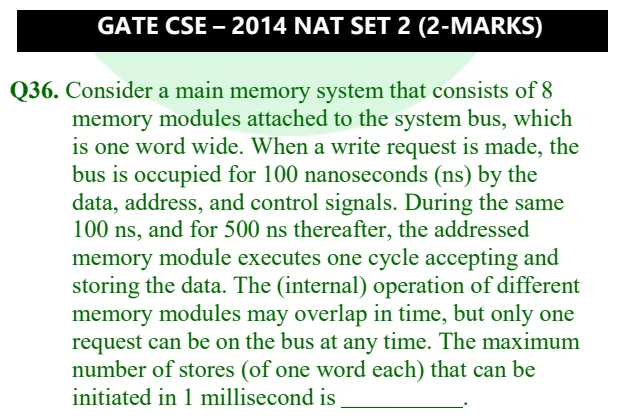 GATE CSE – 2014 NAT SET 2 (2-MARKS)
Q36. Consider a main memory system that consists of 8
memory modules attached to the system bus, which
is one word wide. When a write request is made, the
bus is occupied for 100 nanoseconds (ns) by the
data, address, and control signals. During the same
100 ns, and for 500 ns thereafter, the addressed
memory module executes one cycle accepting and
storing the data. The (internal) operation of different
memory modules may overlap in time, but only one
request can be on the bus at any time. The maximum
number of stores (of one word each) that can be
initiated in 1 millisecond is __________.